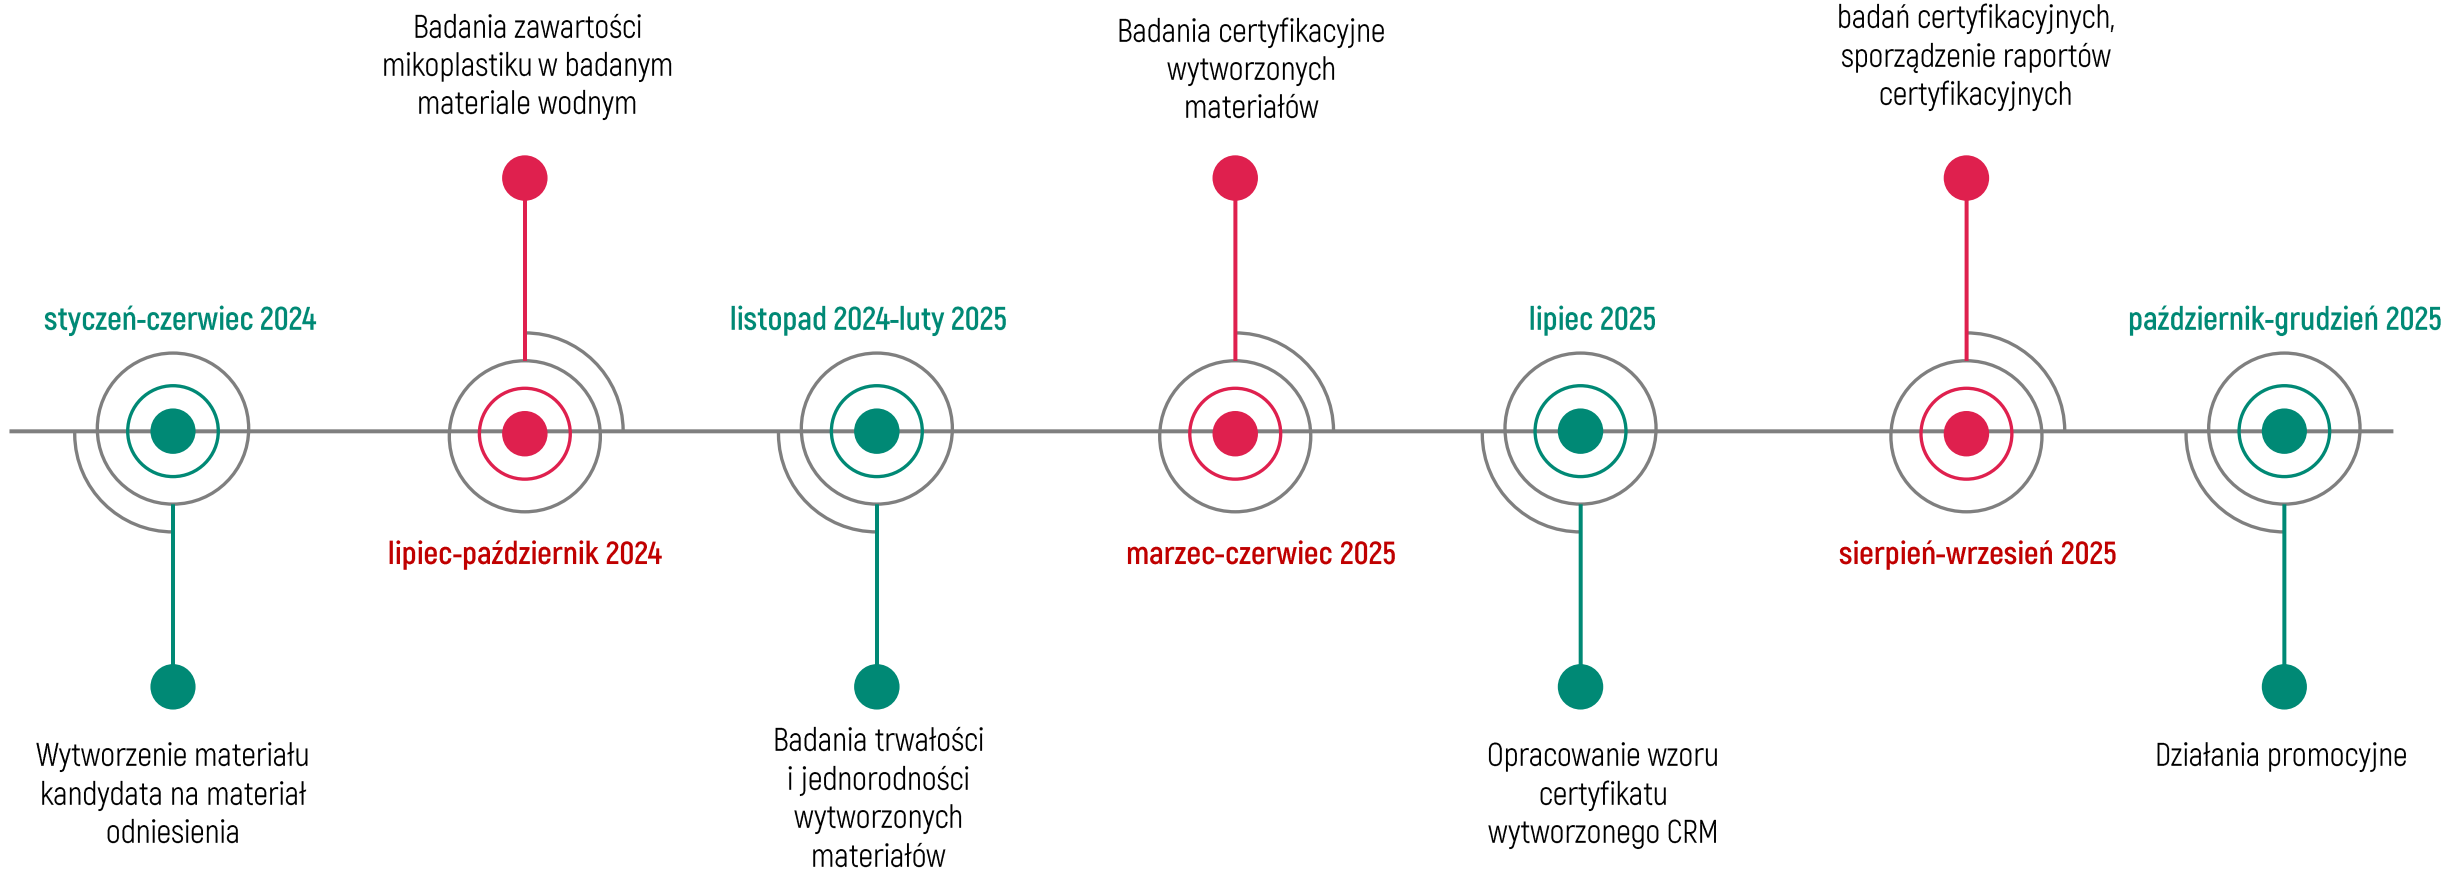 styczeń-czerwiec 2024
Wytworzenie materiału
kandydata na materiał
odniesienia
Badania zawartości
mikoplastiku w badanym
materiale wodnym
lipiec-październik 2024
listopad 2024-luty 2025
Badania trwałości
i jednorodności
wytworzonych
materiałów
Badania certyfikacyjne
wytworzonych
materiałów
marzec-czerwiec 2025
lipiec 2025
Opracowanie wzoru
certyfikatu
wytworzonego CRM
badań certyfikacyjnych,
sporządzenie raportów
certyfikacyjnych
sierpień-wrzesień 2025
październik-grudzień 2025
Działania promocyjne